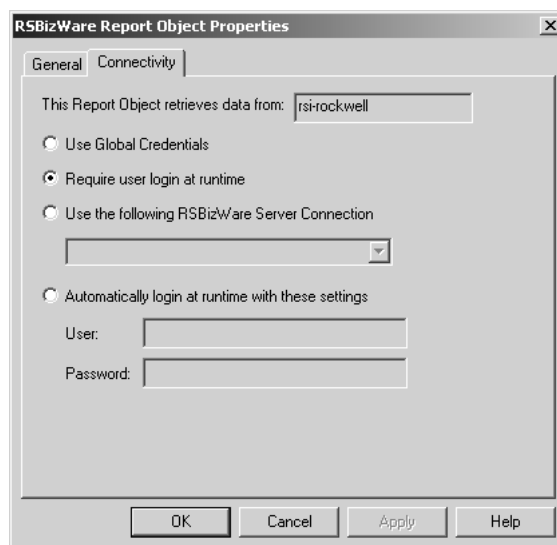 RSBizWare Report Object Properties
General Connectivity
This Report Object retrieves data from: rsi-rockwell
Use Global Credentials
Require user login at runtime
Use the following RSBizWare Server Connection
Automatically login at runtime with these settings
User:
Password:
OK Cancel Apply Help